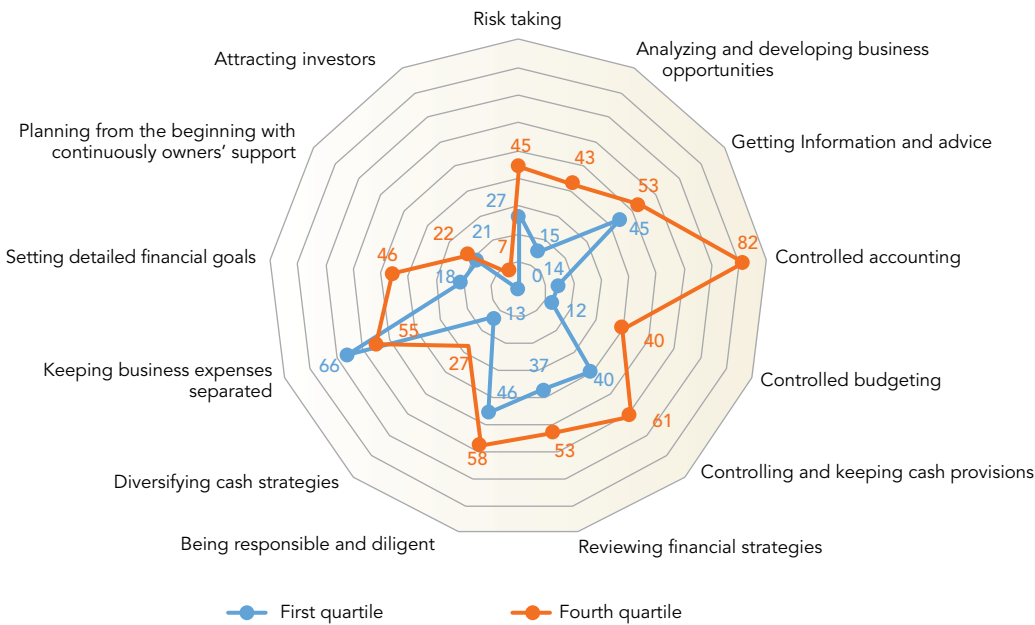 Risk taking
Analyzing and developing business
opportunities
Attracting investors
Planning from the beginning with
continuously owners' support
Getting Information and advice
45
43
53
27
45
15
21
22
7
82
Setting detailed financial goals
46
18
0
14
Controlled accounting
13
12
55
40
Keeping business expenses
separated
66
27
37
40
Controlled budgeting
46
61
58
53
Diversifying cash strategies
Controlling and keeping cash provisions
Being responsible and diligent
Reviewing financial strategies
First quartile
Fourth quartile